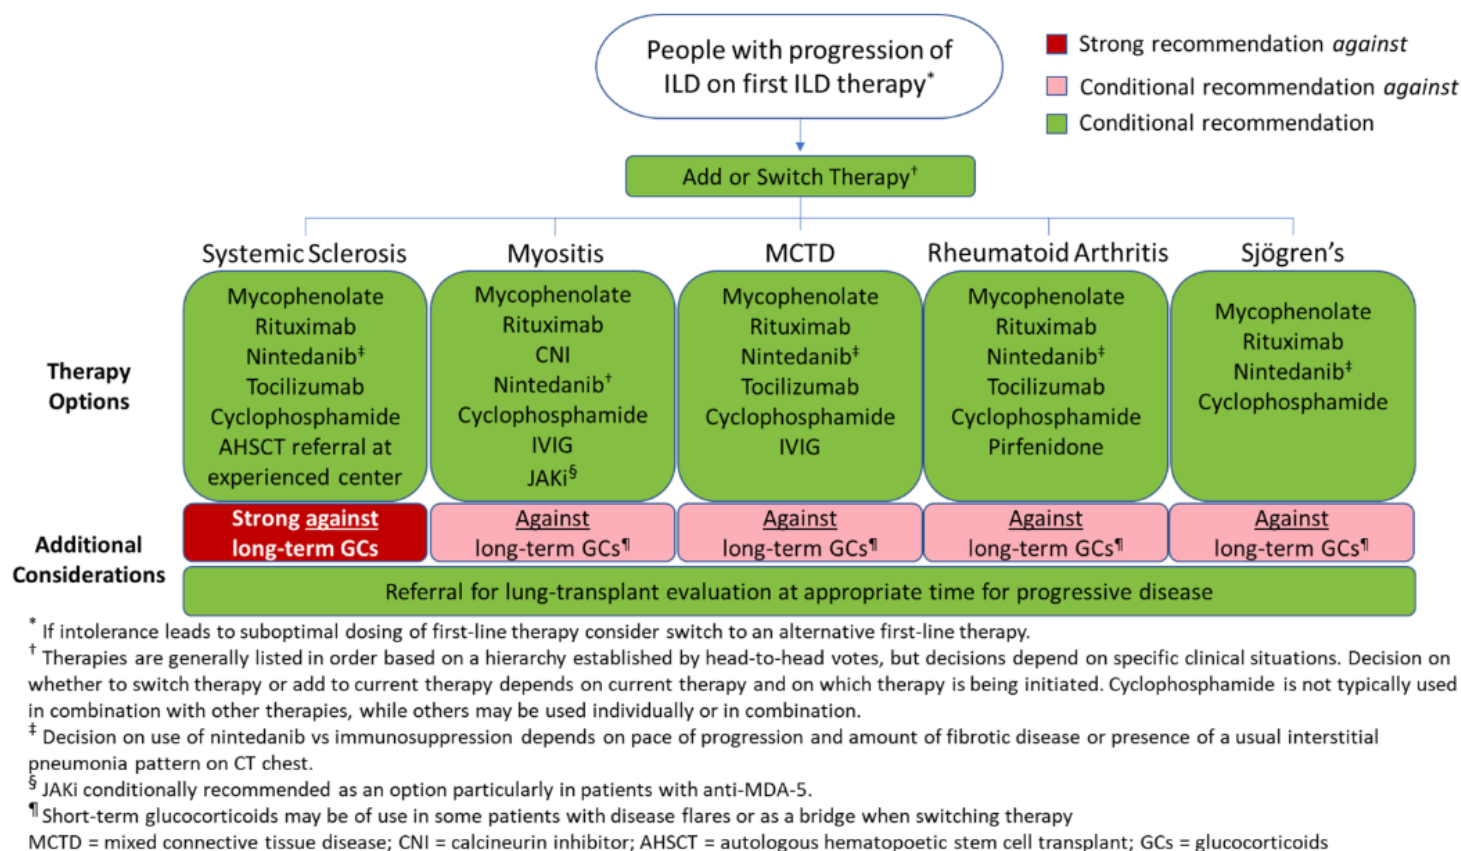 People with progression of
ILD on first ILD therapy*
Strong recommendation against
Conditional recommendation against
Conditional recommendation
Add or Switch Therapy†
Systemic Sclerosis
Myositis
MCTD
Rheumatoid Arthritis
Sjögren's
Therapy
Options
Mycophenolate
Rituximab
Nintedanib‡
Tocilizumab
Cyclophosphamide
AHSCT referral at
experienced center
Mycophenolate
Rituximab
CNI
Nintedanib†
Cyclophosphamide
IVIG
JAKi§
Mycophenolate
Rituximab
Nintedanib‡
Tocilizumab
Cyclophosphamide
IVIG
Mycophenolate
Rituximab
Nintedanib‡
Tocilizumab
Cyclophosphamide
Pirfenidone
Mycophenolate
Rituximab
Nintedanib‡
Cyclophosphamide
Additional
Considerations
Strong against
long-term GCs
Against
long-term GCs¶
Against
long-term GCs¶
Against
long-term GCs¶
Against
long-term GCs¶
Referral for lung-transplant evaluation at appropriate time for progressive disease
* If intolerance leads to suboptimal dosing of first-line therapy consider switch to an alternative first-line therapy.
† Therapies are generally listed in order based on a hierarchy established by head-to-head votes, but decisions depend on specific clinical situations. Decision on
whether to switch therapy or add to current therapy depends on current therapy and on which therapy is being initiated. Cyclophosphamide is not typically used
in combination with other therapies, while others may be used individually or in combination.
‡ Decision on use of nintedanib vs immunosuppression depends on pace of progression and amount of fibrotic disease or presence of a usual interstitial
pneumonia pattern on CT chest.
§ JAKi conditionally recommended as an option particularly in patients with anti-MDA-5.
¶ Short-term glucocorticoids may be of use in some patients with disease flares or as a bridge when switching therapy
MCTD = mixed connective tissue disease; CNI = calcineurin inhibitor; AHSCT = autologous hematopoetic stem cell transplant; GCs = glucocorticoids